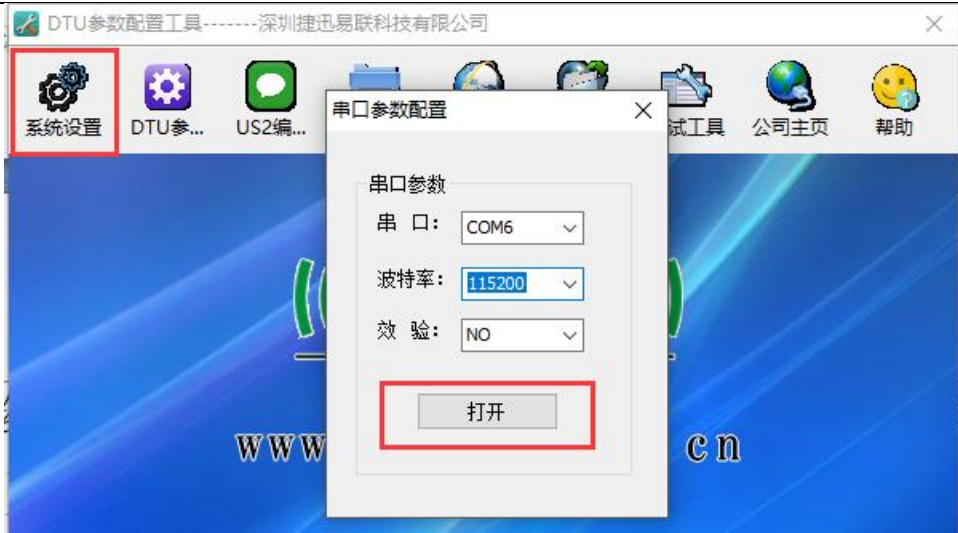 DTU参数配置工具-------深圳捷迅易联科技有限公司
系统设置
DTU参...
US2编...
试工具
公司主页
帮助
串口参数配置
串口参数
串 口：
COM6
波特率：
115200
效 验：
NO
打开
www
cn